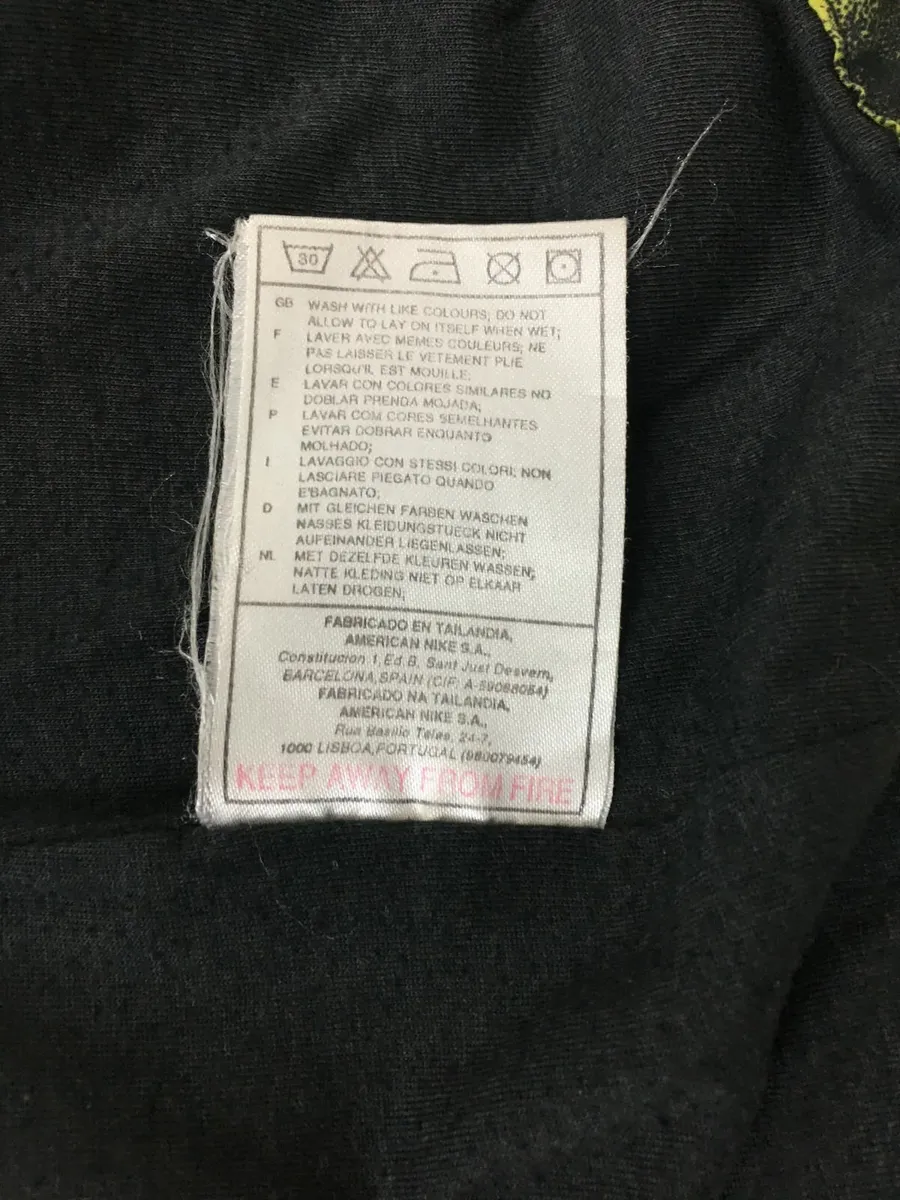 30
GB WASH WITH LIKE COLOURS; DO NOT
ALLOW TO LAY ON ITSELF WHEN WET;
F LAVER AVEC MEMES COULEURS; NE
PAS LAISSER LE VETEMENT PLIE
LORSQU'IL EST MOUILLE;
E LAVAR CON COLORES SIMILARES NO
DOBLAR PRENDA MOJADA;
P LAVAR COM CORES SEMELHANTES
EVITAR DOBRAR ENQUANTO
MOLHADO;
I LAVAGGIO CON STESSI COLORI; NON
LASCIARE PIEGATO QUANDO
E'BAGNATO;
D MIT GLEICHEN FARBEN WASCHEN
NASSES KLEIDUNGSTUECK NICHT
AUFEINANDER LIEGENLASSEN;
NL MET DEZELFDE KLEUREN WASSEN;
NATTE KLEDING NIET OP ELKAAR
LATEN DROGEN;
FABRICADO EN TAILANDIA,
AMERICAN NIKE S.A.,
Constitucion 1, Ed B, Sant Just Desvern,
BARCELONA, SPAIN (CIF: A-59088054)
FABRICADO NA TAILANDIA,
AMERICAN NIKE S.A.,
Rua Basilio Teles, 24-7,
1000 LISBOA, PORTUGAL (980079454)
KEEP AWAY FROM FIRE